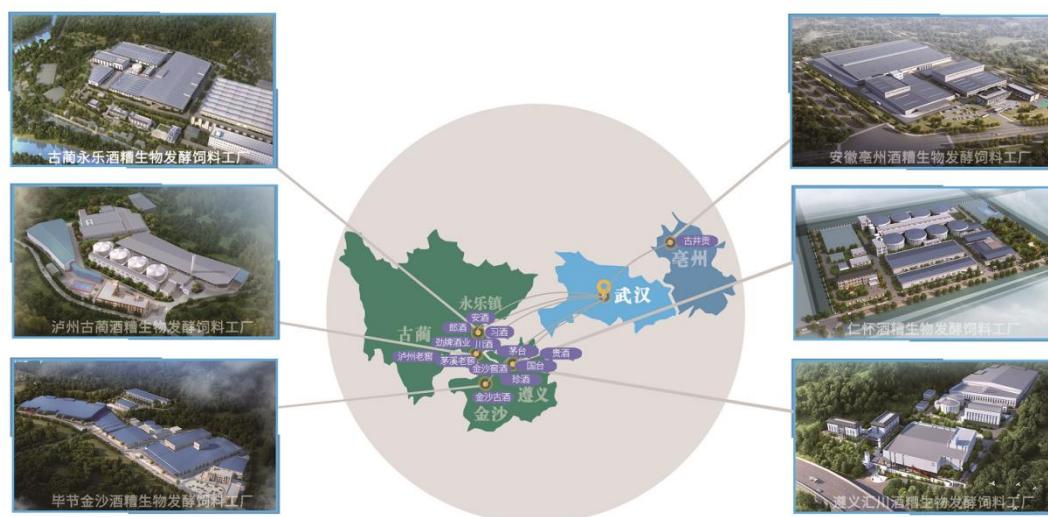 古蔺永乐酒糟生物发酵饲料工厂
安徽亳州酒糟生物发酵饲料工厂
泸州古蔺酒糟生物发酵饲料工厂
仁怀酒糟生物发酵饲料工厂
毕节金沙酒糟生物发酵饲料工厂
遵义汇川酒糟生物发酵饲料工厂
古井贡
亳州
武汉
永乐镇
安酒
郎酒
习酒
古蔺
劲牌酒业
川酒
茅台
贵酒
泸州老窖
茅溪老窖
金沙窖酒
国台
珍酒
遵义
金沙古酒
金沙